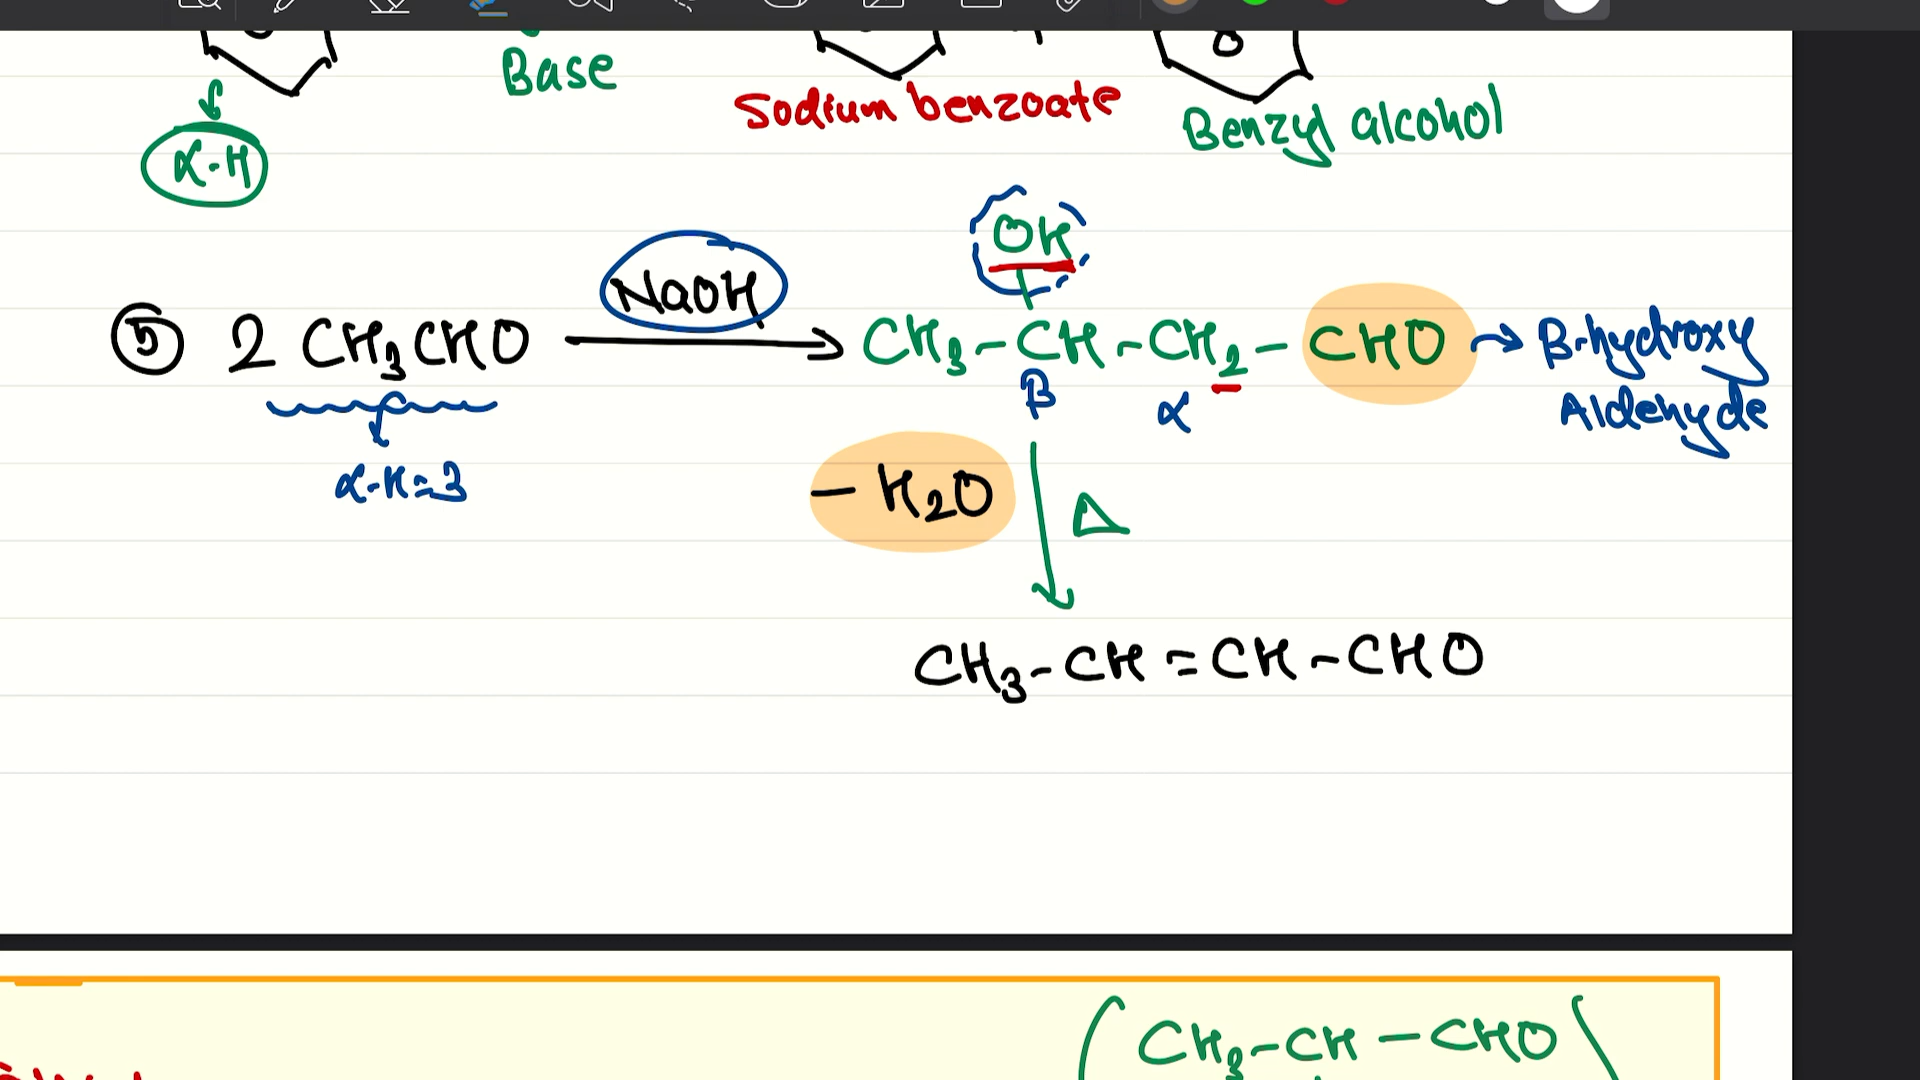 Base
Sodium benzoate
Benzyl alcohol
α-H
OH
NaOH
⑤ 2 CH₃CHO ⟶ CH₃-CH-CH₂-CHO → β-hydroxy
Aldehyde
β α
α-H=3
- H₂O Δ
CH₃-CH=CH-CHO
CH₃-CH-CHO